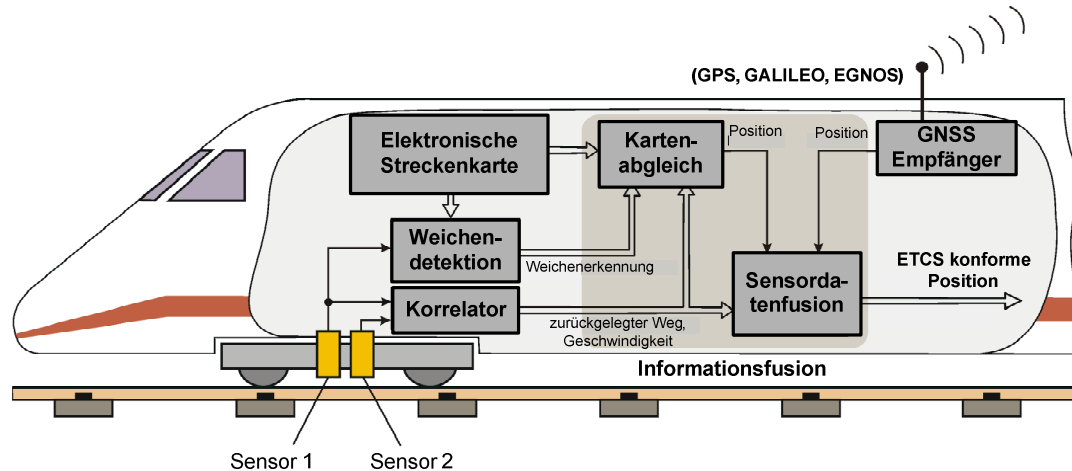 (GPS, GALILEO, EGNOS)
Elektronische
Streckenkarte
Karten-
abgleich
Position
Position
GNSS
Empfänger
Weichen-
detektion
Weichenerkennung
Sensorda-
tenfusion
ETCS konforme
Position
Korrelator
zurückgelegter Weg,
Geschwindigkeit
Informationsfusion
Sensor 1
Sensor 2